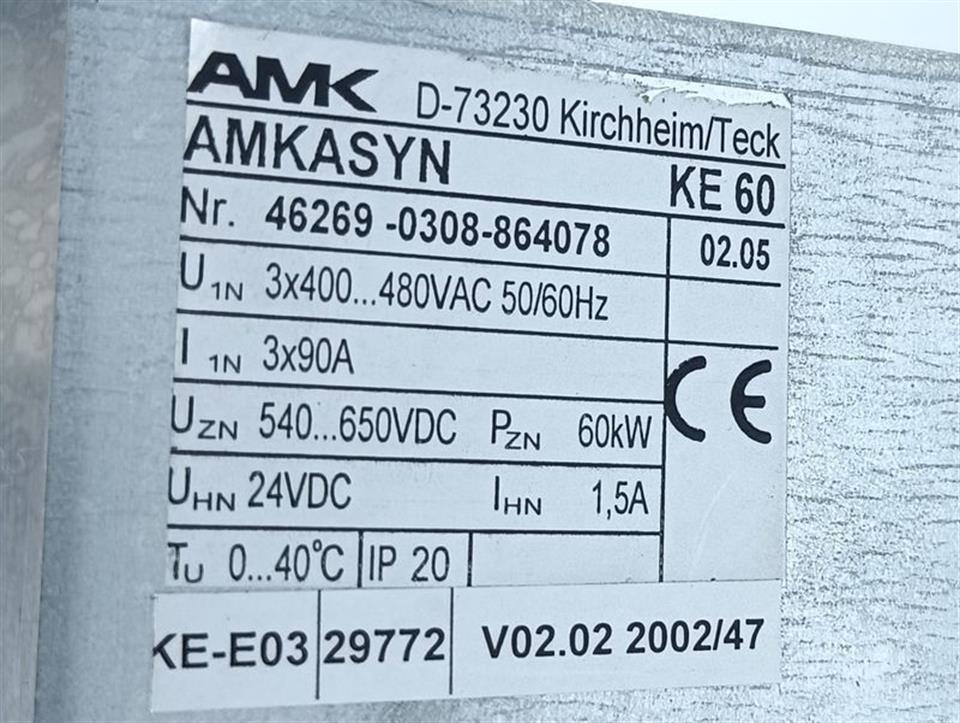 AMK D-73230 Kirchheim/Teck
AMKASYN KE 60
Nr. 46269 -0308-864078 02.05
U1N 3x400...480VAC 50/60Hz
I 1N 3x90A
UZN 540...650VDC PZN 60kW
UHN 24VDC IHN 1,5A
CE
TU 0...40°C IP 20
KE-E03 29772 V02.02 2002/47